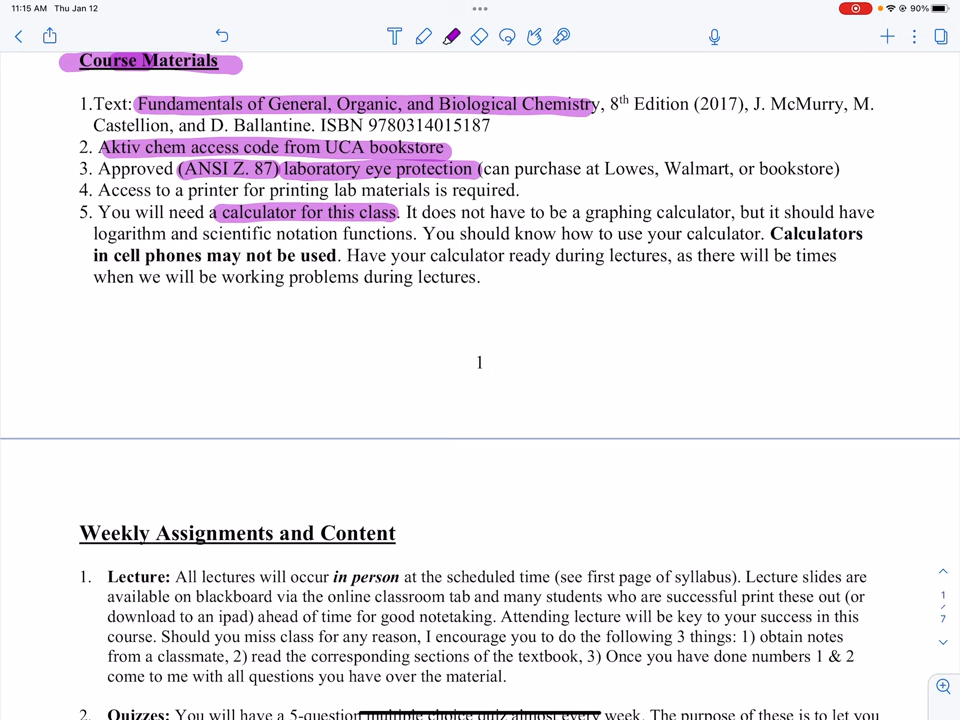 11:15 AM Thu Jan 12
90%
Course Materials
1.Text: Fundamentals of General, Organic, and Biological Chemistry, 8th Edition (2017), J. McMurry, M.
Castellion, and D. Ballantine. ISBN 9780314015187
2. Aktiv chem access code from UCA bookstore
3. Approved (ANSI Z. 87) laboratory eye protection (can purchase at Lowes, Walmart, or bookstore)
4. Access to a printer for printing lab materials is required.
5. You will need a calculator for this class. It does not have to be a graphing calculator, but it should have
logarithm and scientific notation functions. You should know how to use your calculator. Calculators
in cell phones may not be used. Have your calculator ready during lectures, as there will be times
when we will be working problems during lectures.
1
Weekly Assignments and Content
1. Lecture: All lectures will occur in person at the scheduled time (see first page of syllabus). Lecture slides are
available on blackboard via the online classroom tab and many students who are successful print these out (or
download to an ipad) ahead of time for good notetaking. Attending lecture will be key to your success in this
course. Should you miss class for any reason, I encourage you to do the following 3 things: 1) obtain notes
from a classmate, 2) read the corresponding sections of the textbook, 3) Once you have done numbers 1 & 2
come to me with all questions you have over the material.
1
/
7
2. Quizzes: You will have a 5-question multiple choice quiz almost every week. The purpose of these is to let you